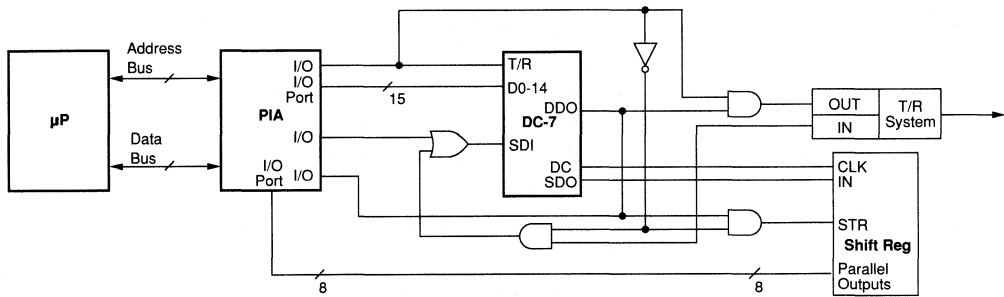 µP
Address
Bus
Data
Bus
I/O
I/O
Port
PIA
I/O
I/O
Port
I/O
15
T/R
D0-14
DDO
DC-7
SDI
DC
SDO
OUT
IN
T/R
System
CLK
IN
STR
Shift Reg
Parallel
Outputs
8
8